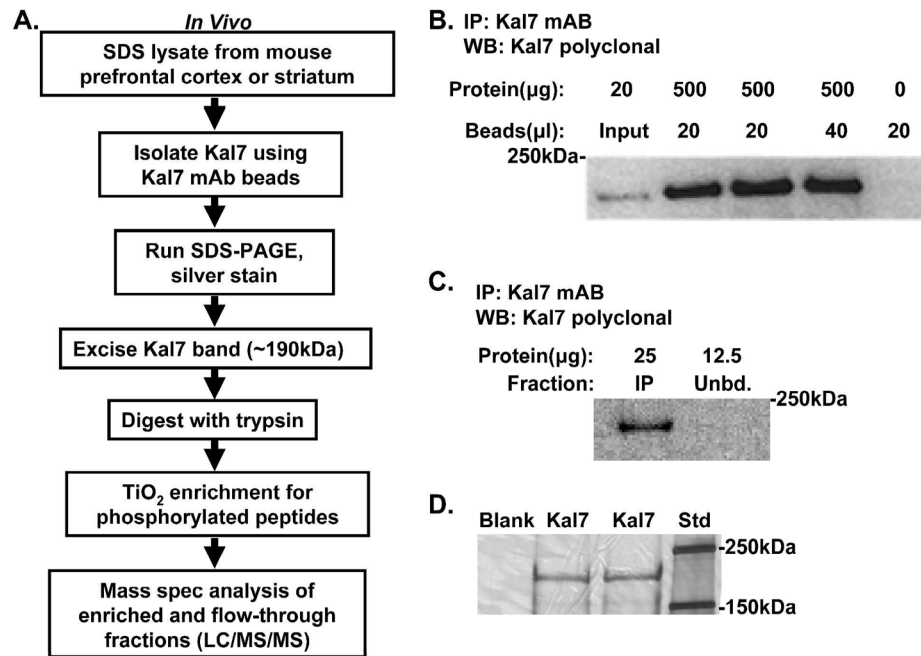 A.
In Vivo
SDS lysate from mouse
prefrontal cortex or striatum
Isolate Kal7 using
Kal7 mAb beads
Run SDS-PAGE,
silver stain
Excise Kal7 band (~190kDa)
Digest with trypsin
TiO₂ enrichment for
phosphorylated peptides
Mass spec analysis of
enriched and flow-through
fractions (LC/MS/MS)
B. IP: Kal7 mAB
WB: Kal7 polyclonal
Protein(µg): 20 500 500 500 0
Beads(µl): Input 20 20 40 20
250kDa-
C. IP: Kal7 mAB
WB: Kal7 polyclonal
Protein(µg): 25 12.5
Fraction: IP Unbd.
-250kDa
D.
Blank Kal7 Kal7 Std
-250kDa
-150kDa